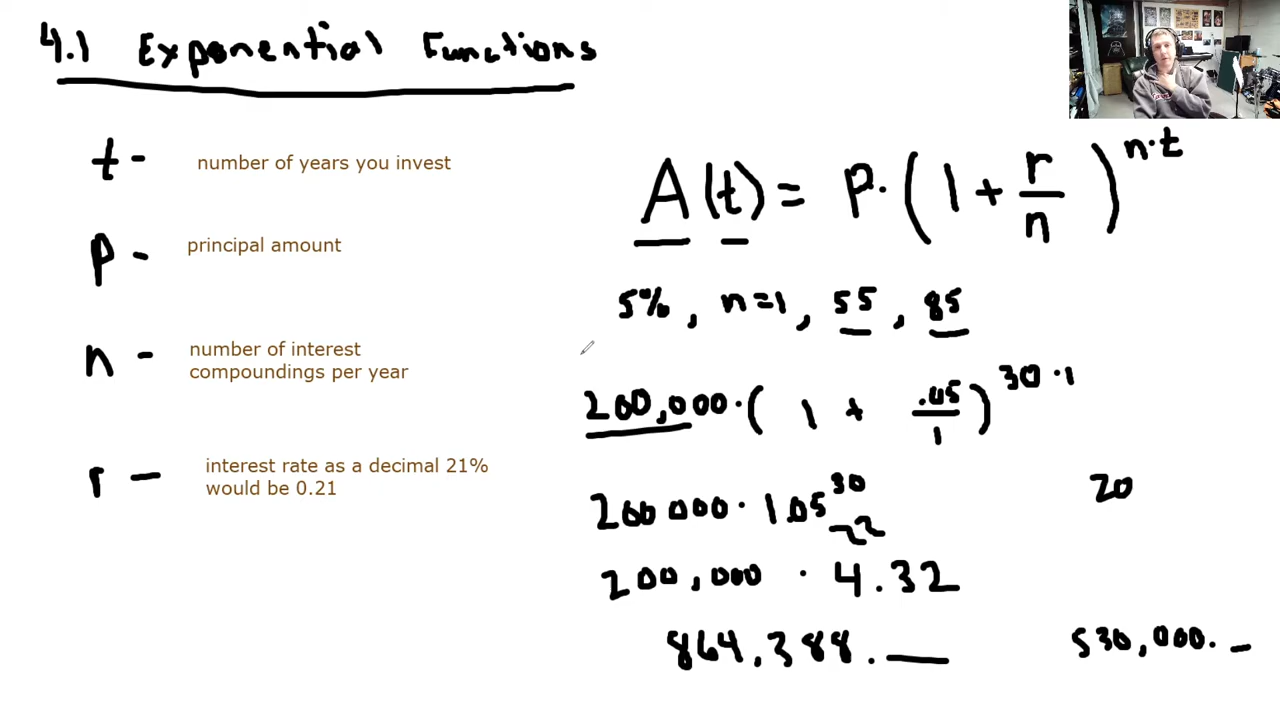 4.1 Exponential Functions
t - number of years you invest
p - principal amount
n - number of interest
compoundings per year
r - interest rate as a decimal 21%
would be 0.21
A(t) = P·(1 + r/n)^n·t
5%, n=1, 55, 85
200,000·(1 + .05/1)^30·1
200000·1.05^30
22
20
200,000 · 4.32
864,388.__
530,000._